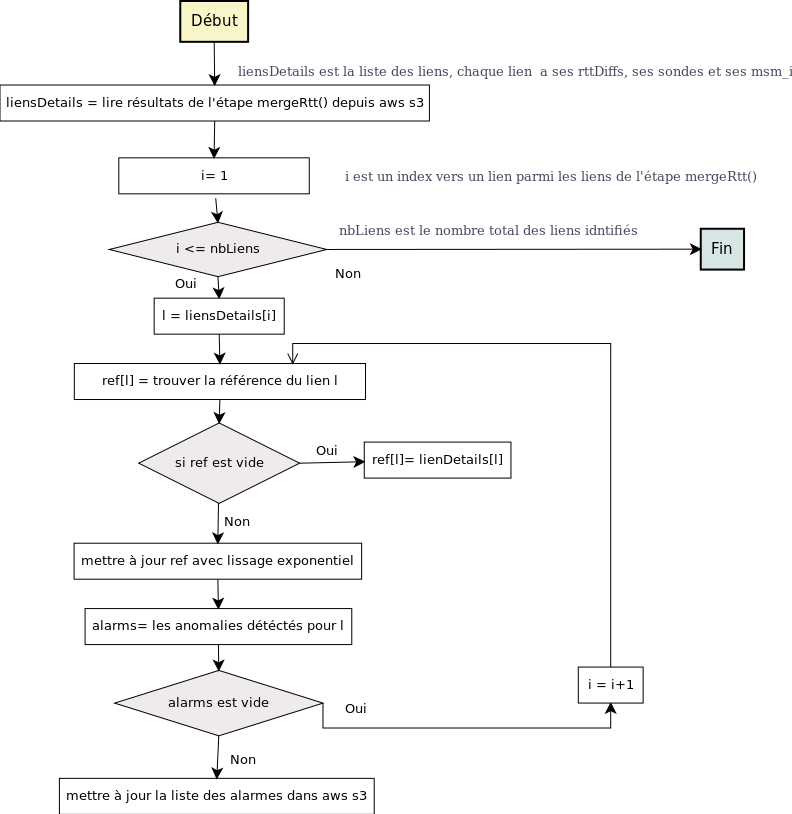 Début
liensDetails est la liste des liens, chaque lien  a ses rttDiffs, ses sondes et ses msm_i
liensDetails = lire résultats de l'étape mergeRtt() depuis aws s3
i= 1
i est un index vers un lien parmi les liens de l'étape mergeRtt()
nbLiens est le nombre total des liens idntifiés
i <= nbLiens
Fin
Non
Oui
l = liensDetails[i]
ref[l] = trouver la référence du lien l
Oui
si ref est vide
ref[l]= lienDetails[l]
Non
mettre à jour ref avec lissage exponentiel
alarms= les anomalies détéctés pour l
i = i+1
alarms est vide
Oui
Non
mettre à jour la liste des alarmes dans aws s3